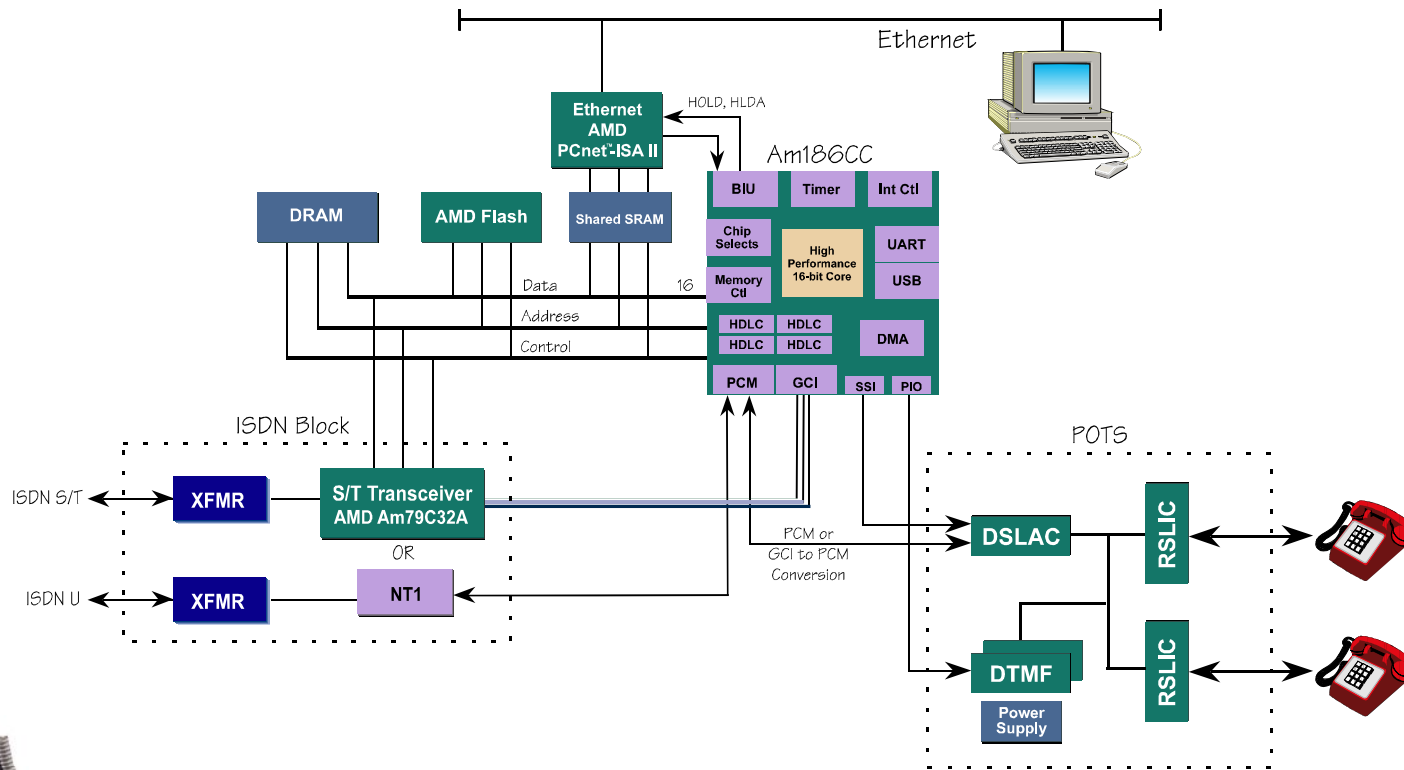 Ethernet
Ethernet
AMD
PCnet™-ISA II
HOLD, HLDA
Am186CC
BIU
Timer
Int Ctl
DRAM
AMD Flash
Shared SRAM
Chip
Selects
High
Performance
16-bit Core
UART
USB
Memory
Ctl
Data
16
Address
Control
HDLC
HDLC
HDLC
HDLC
DMA
PCM
GCI
SSI
PIO
ISDN Block
POTS
ISDN S/T
XFMR
S/T Transceiver
AMD Am79C32A
OR
ISDN U
XFMR
NT1
PCM or
GCI to PCM
Conversion
DSLAC
RSLIC
DTMF
RSLIC
Power
Supply